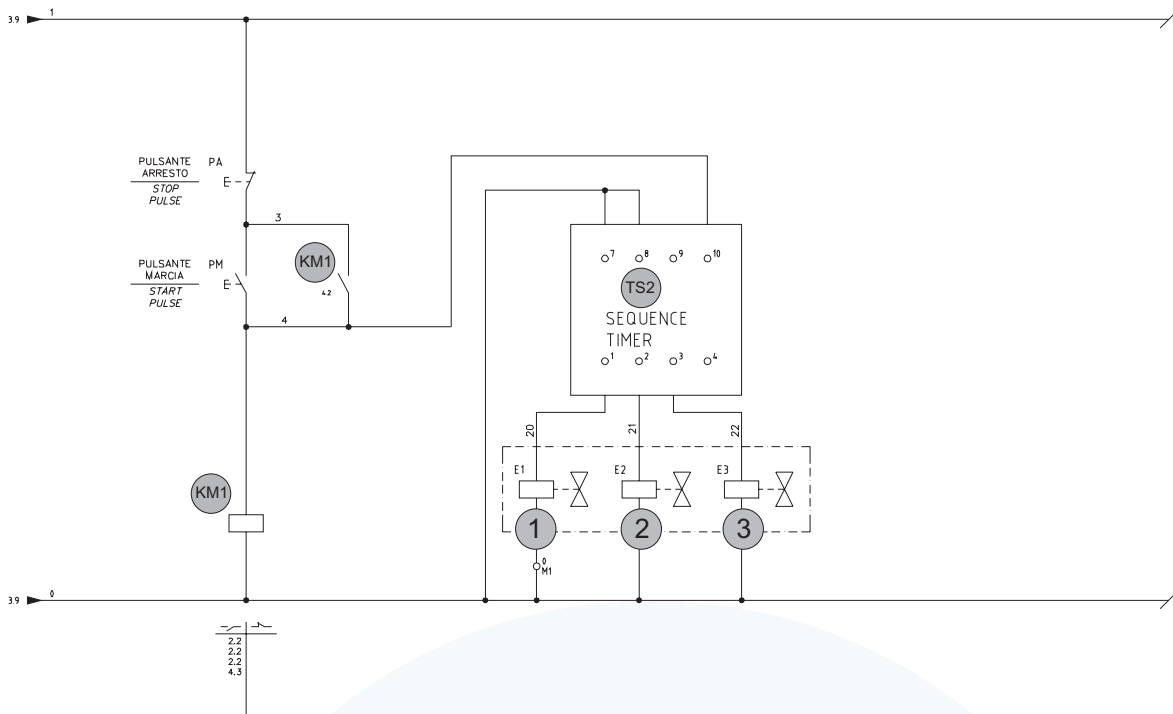 3.9 1
PULSANTE
ARRESTO
STOP
PULSE
PA
E
3
PULSANTE
MARCIA
START
PULSE
PM
E
KM1
4.2
4
7 8 9 10
TS2
SEQUENCE
TIMER
1 2 3 4
20 21 22
E1 E2 E3
KM1
1 2 3
0
M1
3.9 0
2.2
2.2
2.2
4.3